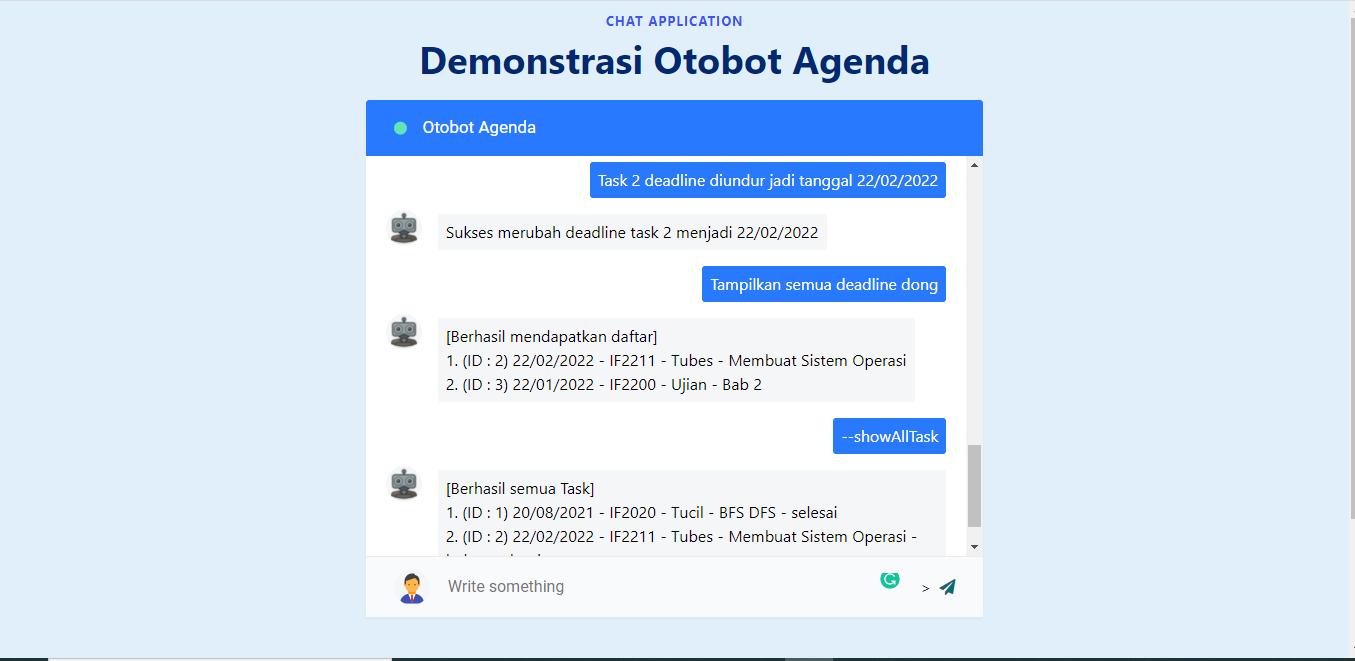 CHAT APPLICATION
Demonstrasi Otobot Agenda
Otobot Agenda
Task 2 deadline diundur jadi tanggal 22/02/2022
Sukses merubah deadline task 2 menjadi 22/02/2022
Tampilkan semua deadline dong
[Berhasil mendapatkan daftar]
1. (ID : 2) 22/02/2022 - IF2211 - Tubes - Membuat Sistem Operasi
2. (ID : 3) 22/01/2022 - IF2200 - Ujian - Bab 2
--showAllTask
[Berhasil semua Task]
1. (ID : 1) 20/08/2021 - IF2020 - Tucil - BFS DFS - selesai
2. (ID : 2) 22/02/2022 - IF2211 - Tubes - Membuat Sistem Operasi -
Write something
>